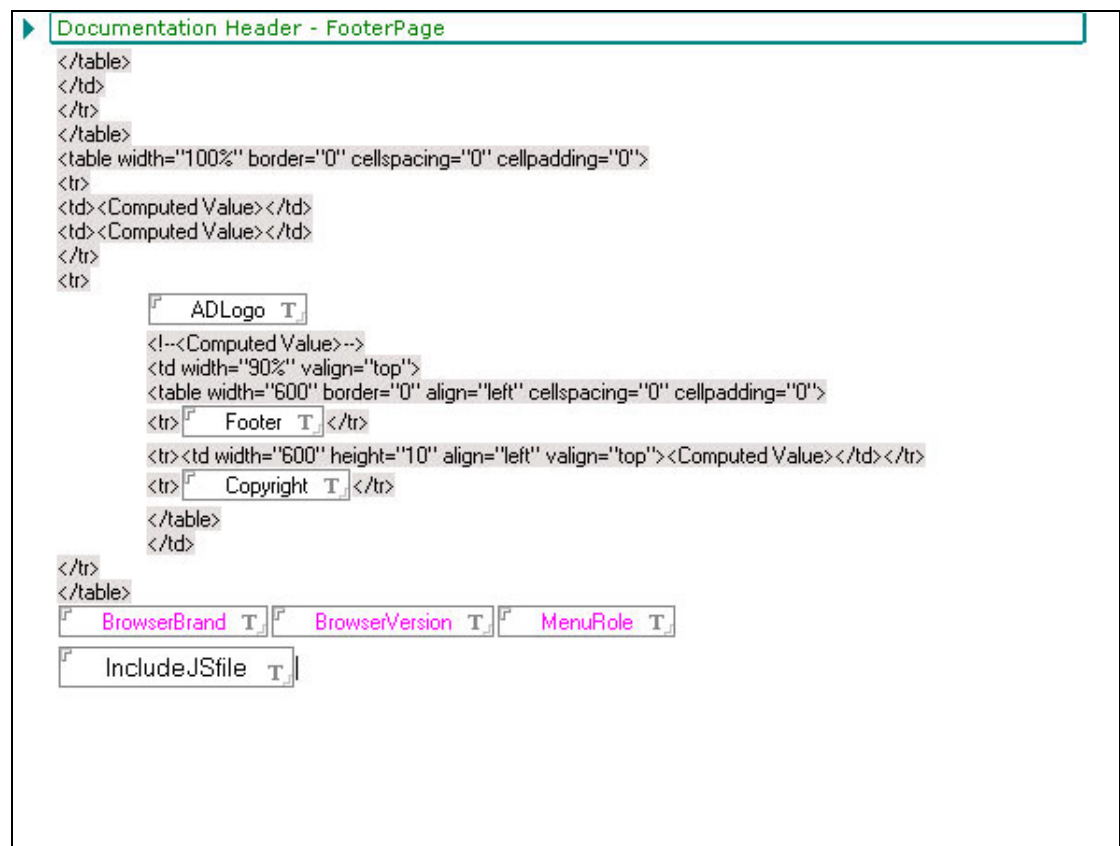 Documentation Header - FooterPage
</table>
</td>
</tr>
</table>
<table width="100%" border="0" cellspacing="0" cellpadding="0">
<tr>
<td><Computed Value></td>
<td><Computed Value></td>
</tr>
<tr>
ADLogo T
<!--<Computed Value>-->
<td width="90%" valign="top">
<table width="600" border="0" align="left" cellspacing="0" cellpadding="0">
<tr> Footer T </tr>
<tr><td width="600" height="10" align="left" valign="top"><Computed Value></td></tr>
<tr> Copyright T </tr>
</table>
</td>
</tr>
</table>
BrowserBrand T BrowserVersion T MenuRole T
IncludeJSfile T